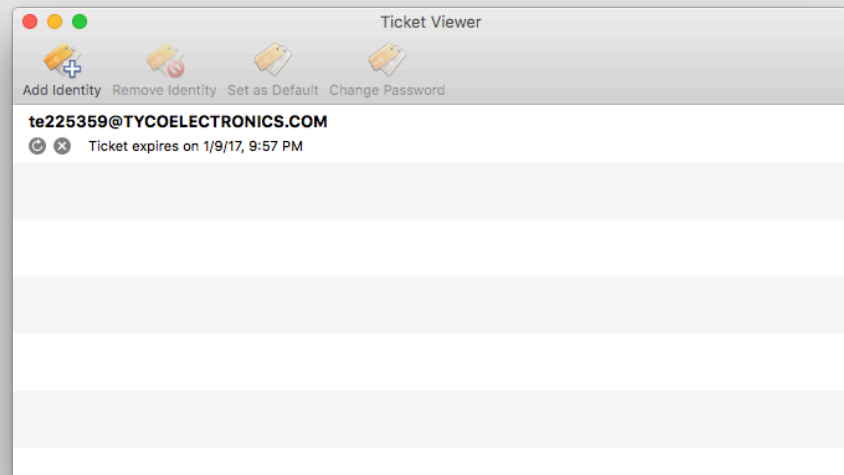 Ticket Viewer
Add Identity Remove Identity Set as Default Change Password
te225359@TYCOELECTRONICS.COM
Ticket expires on 1/9/17, 9:57 PM